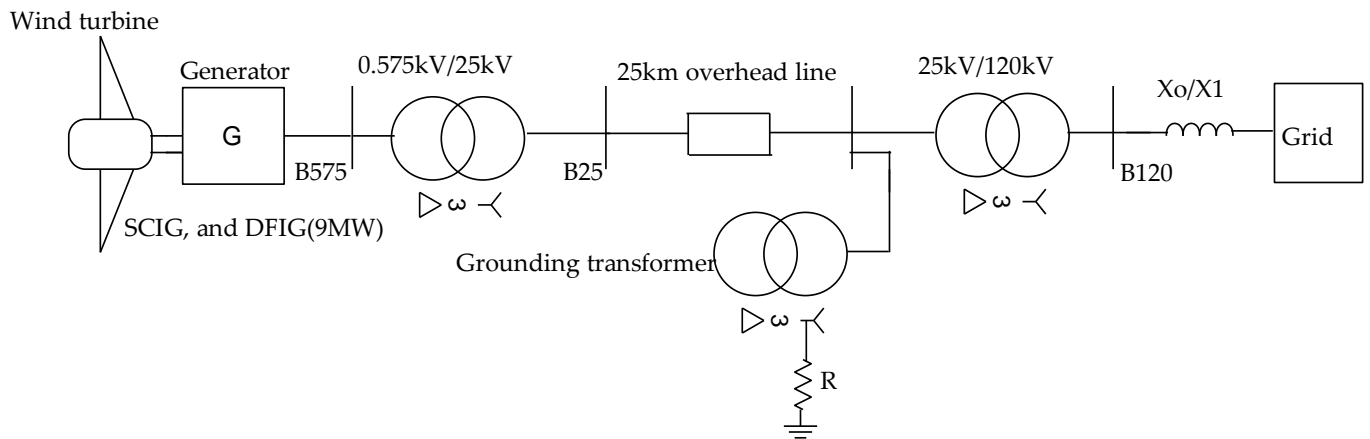 Wind turbine
Generator
G
SCIG, and DFIG(9MW)
B575
0.575kV/25kV
B25
25km overhead line
25kV/120kV
B120
Xo/X1
Grid
Grounding transformer
R